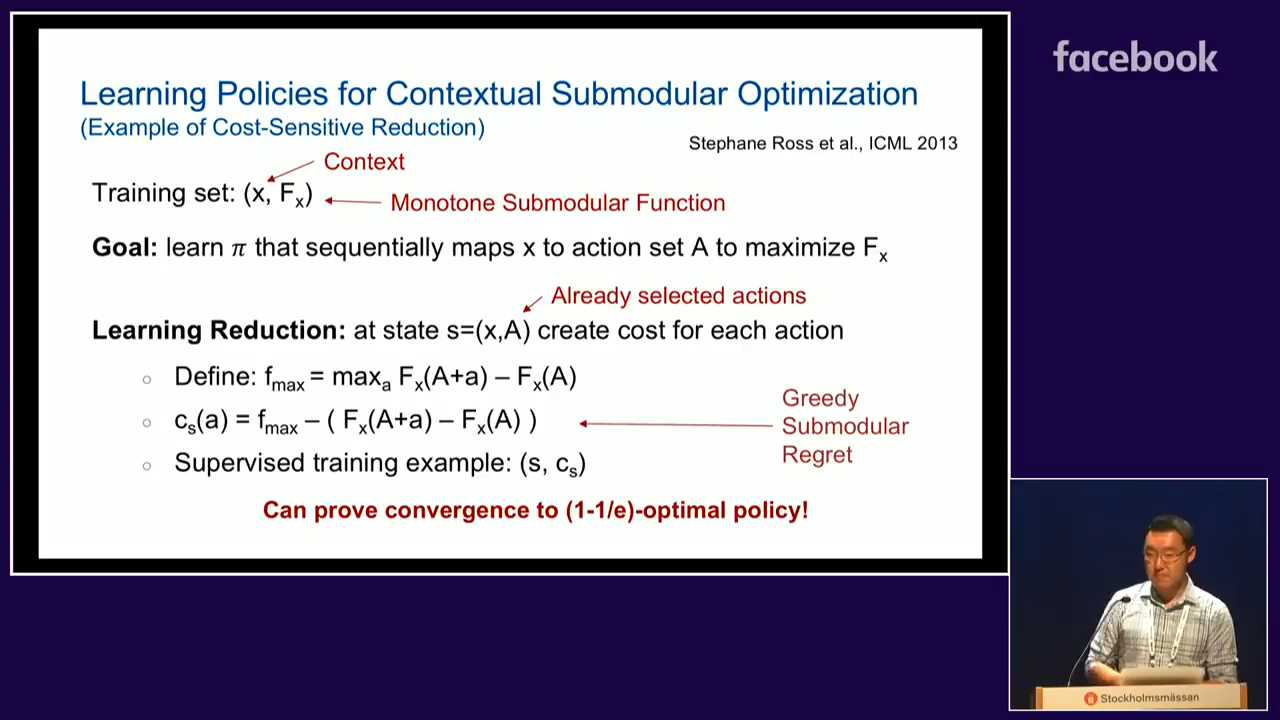 facebook
Learning Policies for Contextual Submodular Optimization
(Example of Cost-Sensitive Reduction)
Stephane Ross et al., ICML 2013
Context
Training set: (x, Fx)
Monotone Submodular Function
Goal: learn π that sequentially maps x to action set A to maximize Fx
Already selected actions
Learning Reduction: at state s=(x,A) create cost for each action
○ Define: fmax = maxa Fx(A+a) – Fx(A)
○ cs(a) = fmax – ( Fx(A+a) – Fx(A) )
Greedy
Submodular
Regret
○ Supervised training example: (s, cs)
Can prove convergence to (1-1/e)-optimal policy!
Stockholmsmässan